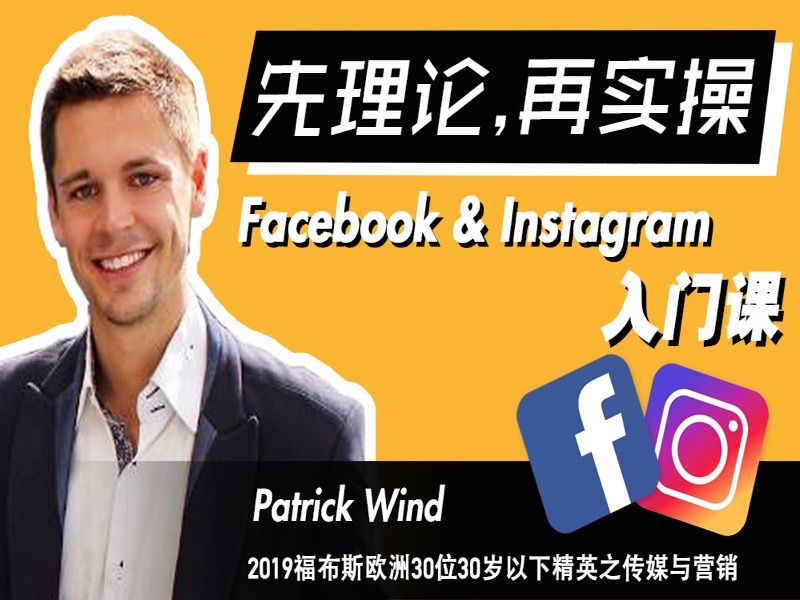 先理论,再实操
Facebook & Instagram
入门课
f
Patrick Wind
2019福布斯欧洲30位30岁以下精英之传媒与营销